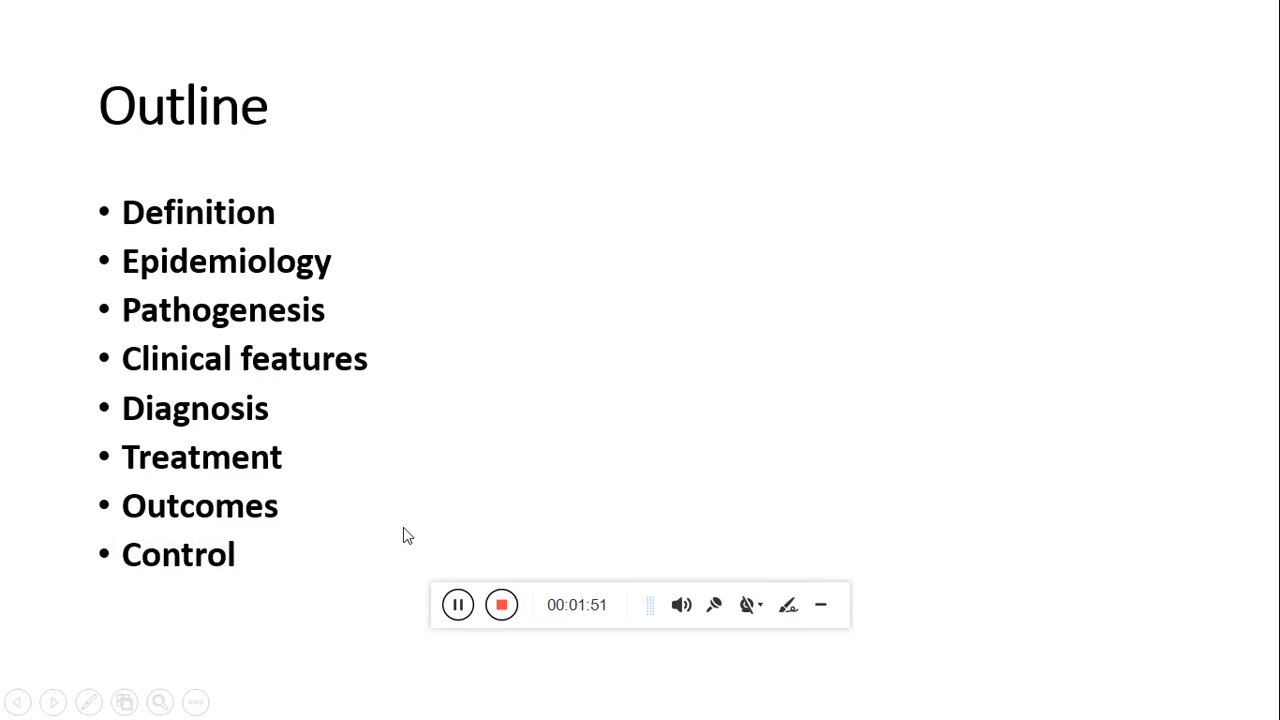 Outline
• Definition
• Epidemiology
• Pathogenesis
• Clinical features
• Diagnosis
• Treatment
• Outcomes
• Control
00:01:51